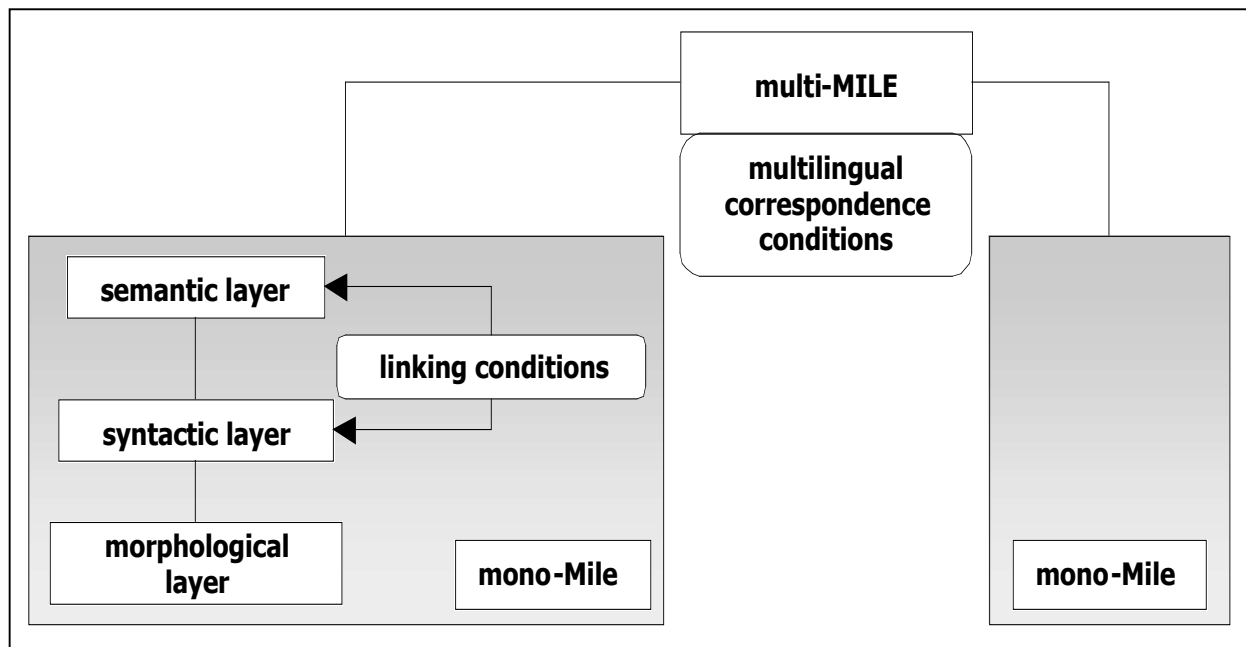 multi-MILE
multilingual
correspondence
conditions
semantic layer
linking conditions
syntactic layer
morphological
layer
mono-Mile
mono-Mile